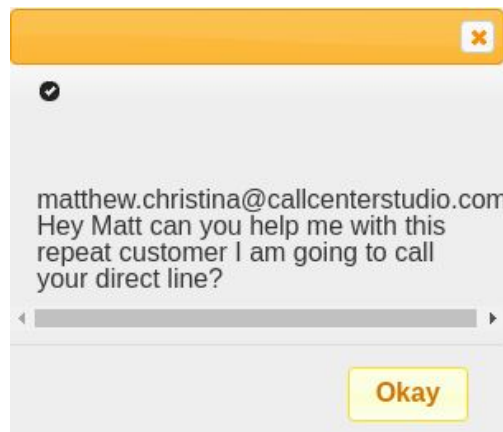 matthew.christina@callcenterstudio.com
Hey Matt can you help me with this
repeat customer I am going to call
your direct line?
Okay